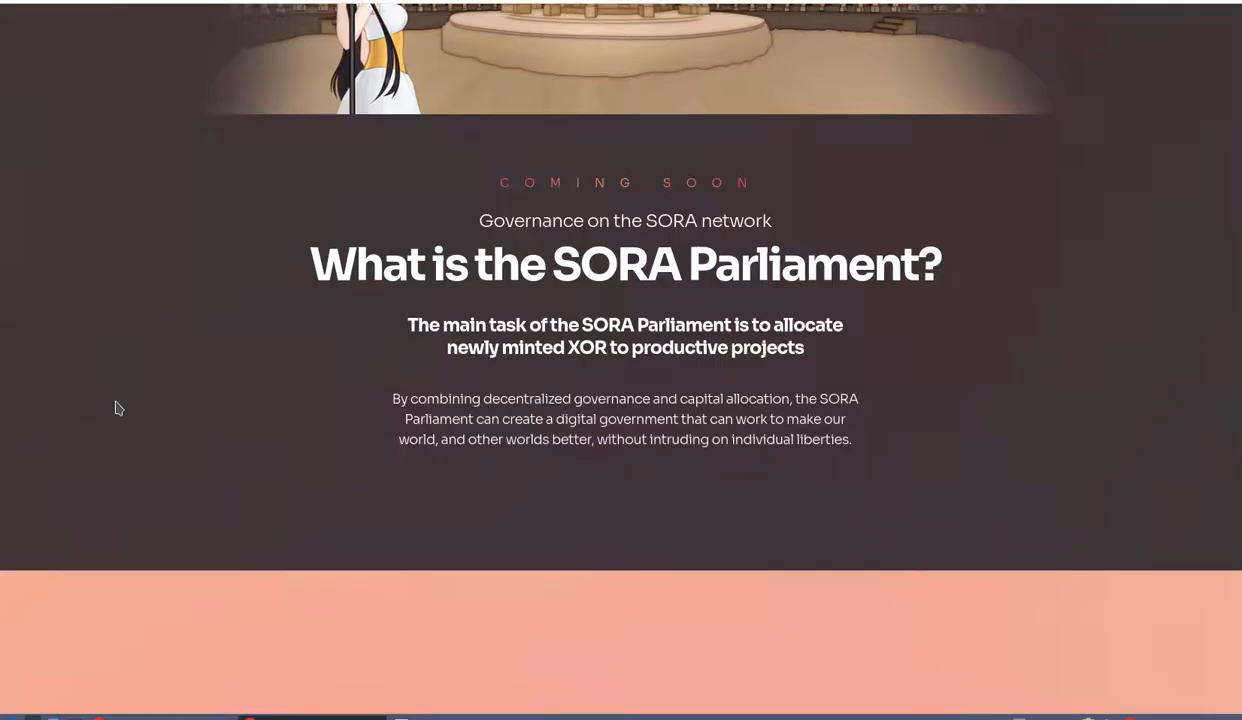 COMING SOON
Governance on the SORA network
What is the SORA Parliament?
The main task of the SORA Parliament is to allocate
newly minted XOR to productive projects
By combining decentralized governance and capital allocation, the SORA
Parliament can create a digital government that can work to make our
world, and other worlds better, without intruding on individual liberties.